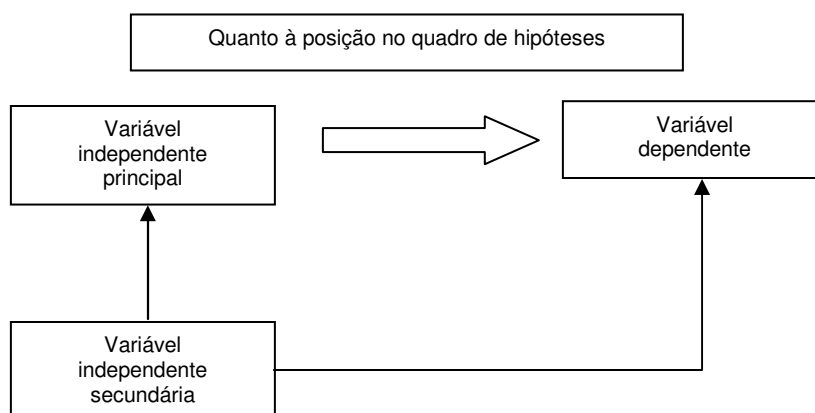 Quanto à posição no quadro de hipóteses
Variável
independente
principal
Variável
dependente
Variável
independente
secundária